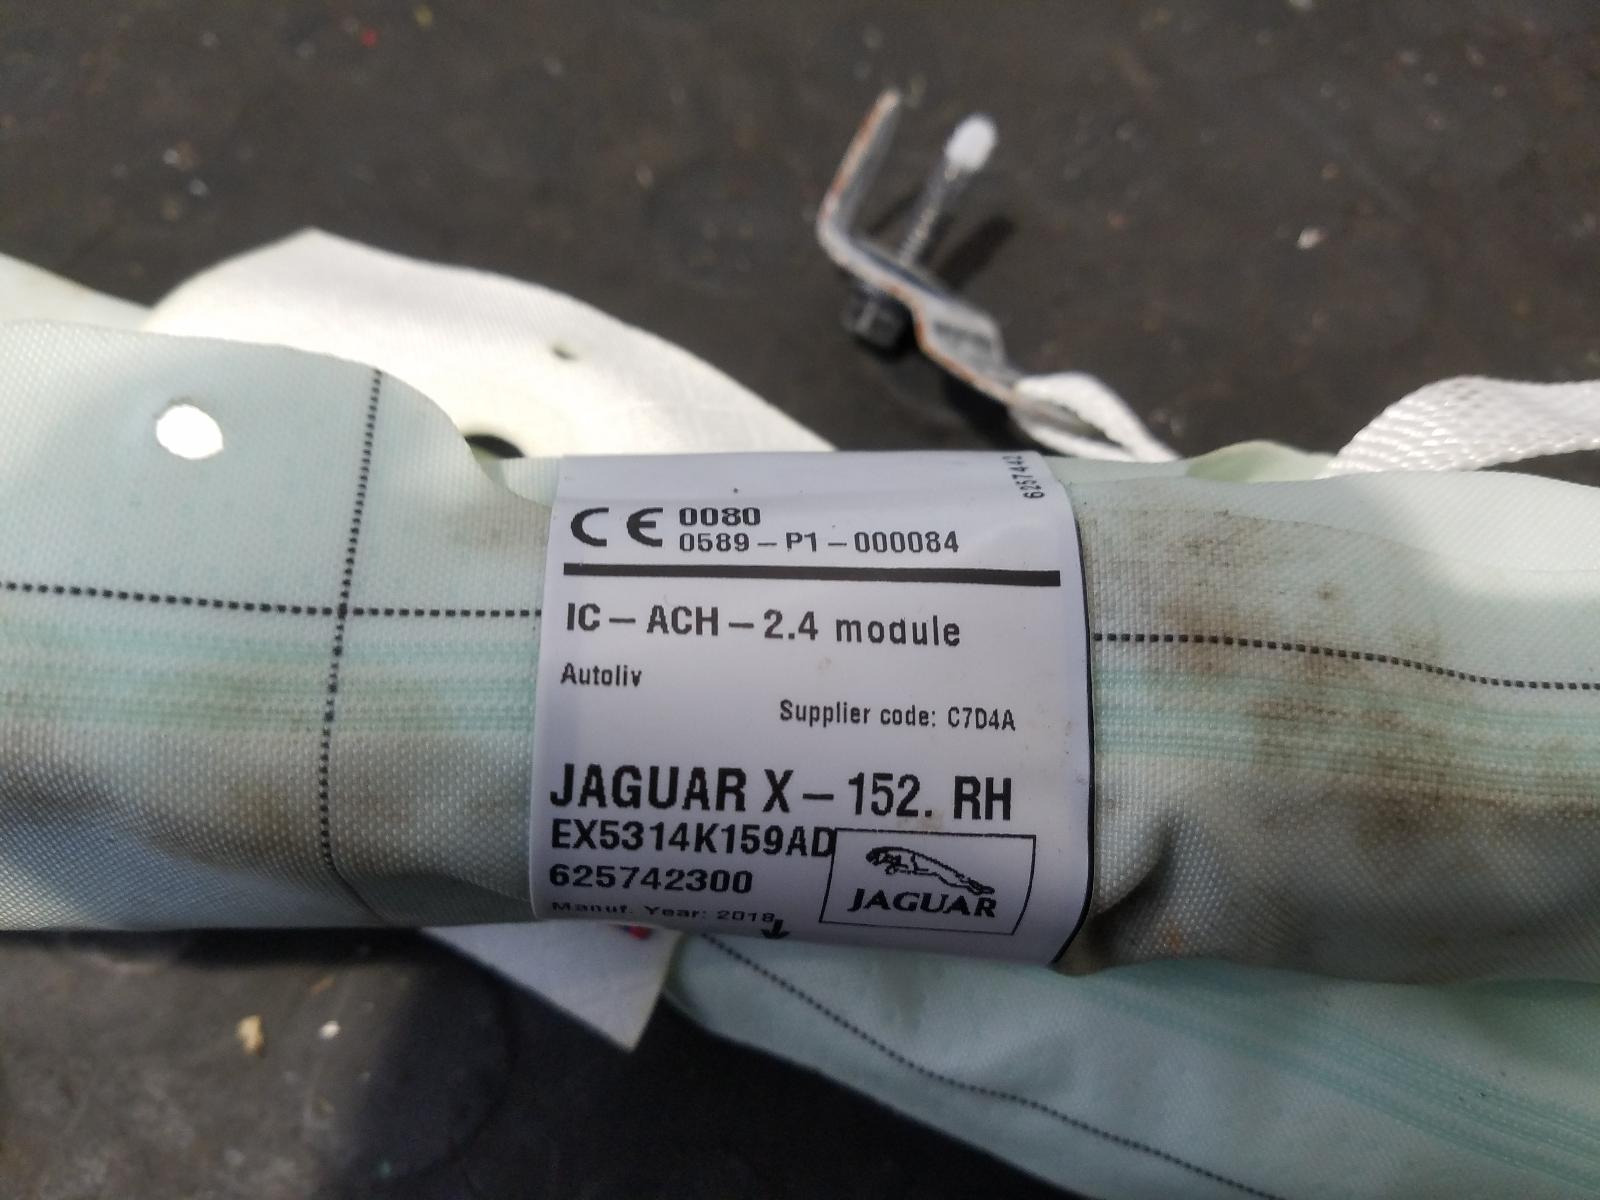 6257442
CE 0080
0589-P1-000084
IC-ACH-2.4 module
Autoliv
Supplier code: C7D4A
JAGUAR X-152. RH
EX5314K159AD
625742300
JAGUAR
Manuf. Year: 2018